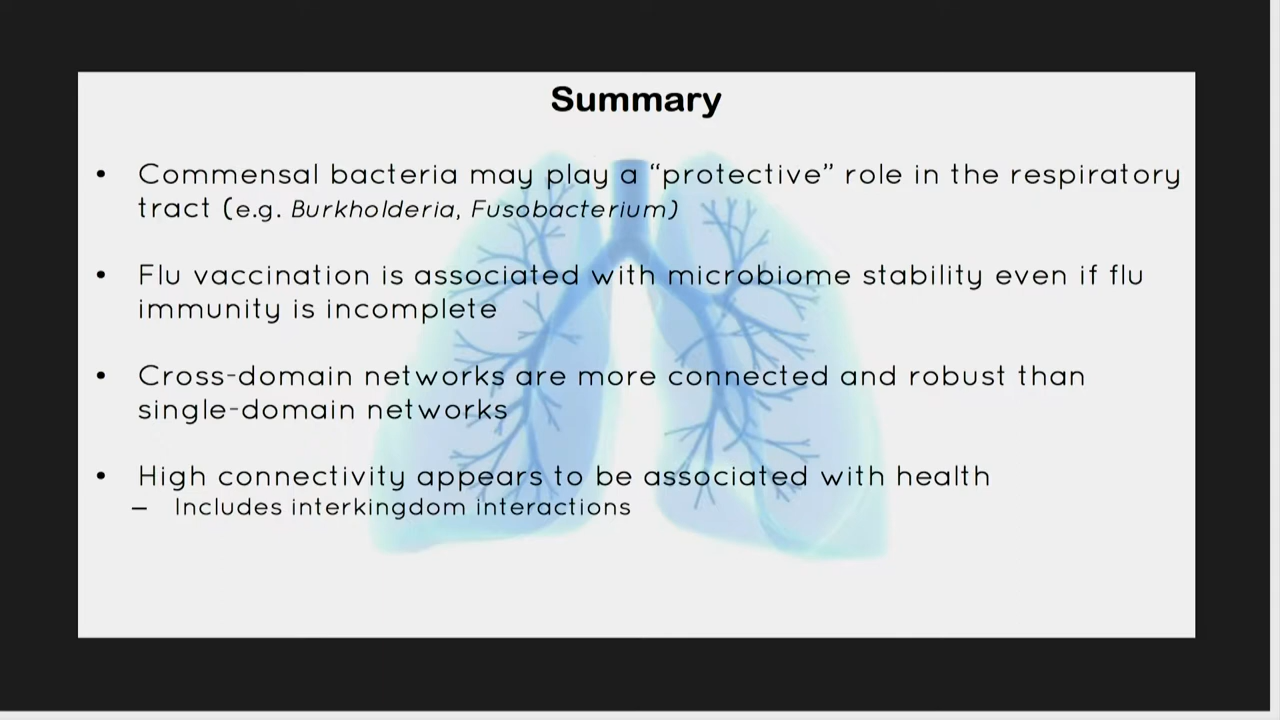 Summary
• Commensal bacteria may play a “protective” role in the respiratory
tract (e.g. Burkholderia, Fusobacterium)
• Flu vaccination is associated with microbiome stability even if flu
immunity is incomplete
• Cross-domain networks are more connected and robust than
single-domain networks
• High connectivity appears to be associated with health
– Includes interkingdom interactions